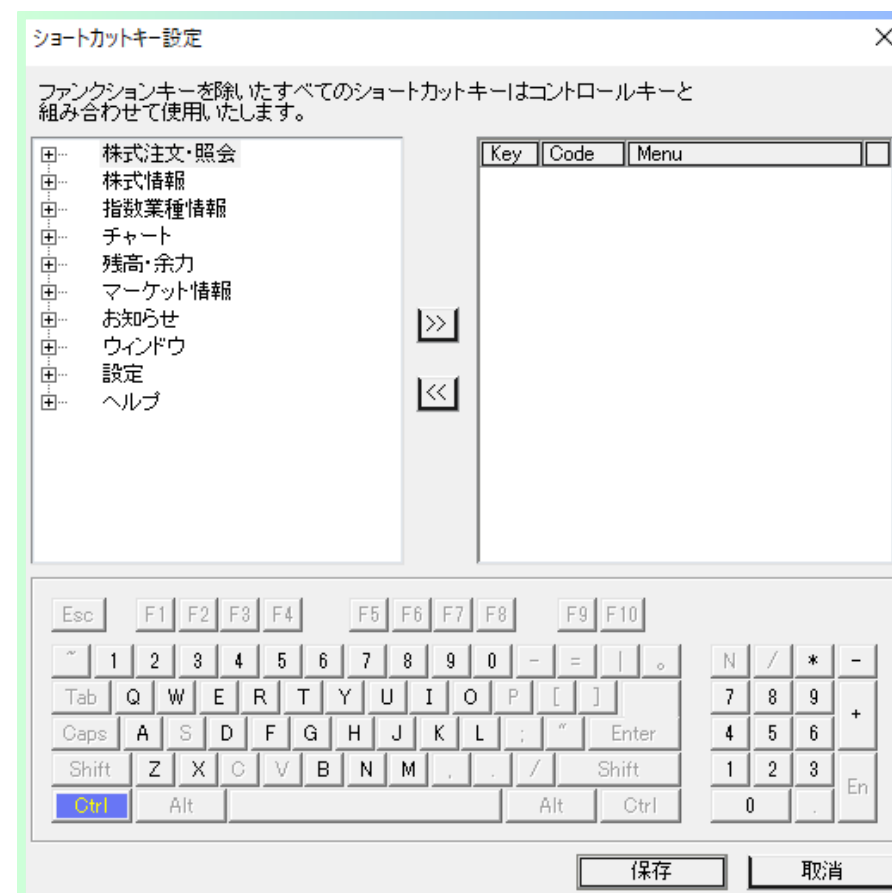 ショートカットキー設定
ファンクションキーを除いたすべてのショートカットキーはコントロールキーと
組み合わせて使用いたします。
株式注文・照会
株式情報
指数業種情報
チャート
残高・余力
マーケット情報
お知らせ
ウィンドウ
設定
ヘルプ
>>
<<
Key Code Menu
Esc F1 F2 F3 F4 F5 F6 F7 F8 F9 F10
~ 1 2 3 4 5 6 7 8 9 0 - = | 。 N / * -
Tab Q W E R T Y U I O P [ ] 7 8 9 +
Caps A S D F G H J K L ; " Enter 4 5 6
Shift Z X C V B N M , . / Shift 1 2 3 En
Ctrl Alt Alt Ctrl 0 .
保存 取消